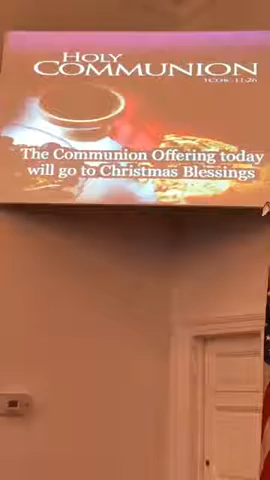 HOLY
COMMUNION
1 COR. 11:26
The Communion Offering today
will go to Christmas Blessings